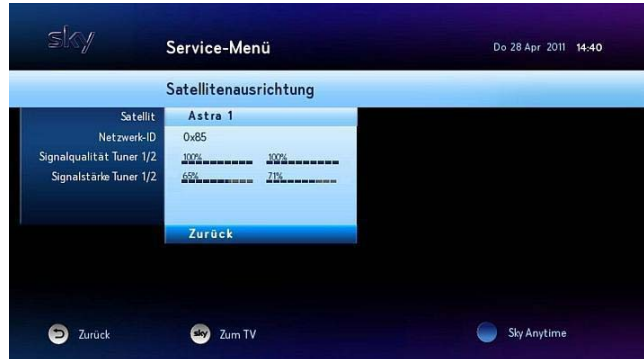 sky
Service-Menü
Do 28 Apr 2011 14:40
Satellitenausrichtung
Satellit Astra 1
Netzwerk-ID 0x85
Signalqualität Tuner 1/2 100% 100%
Signalstärke Tuner 1/2 65% 71%
Zurück
Zurück sky Zum TV Sky Anytime